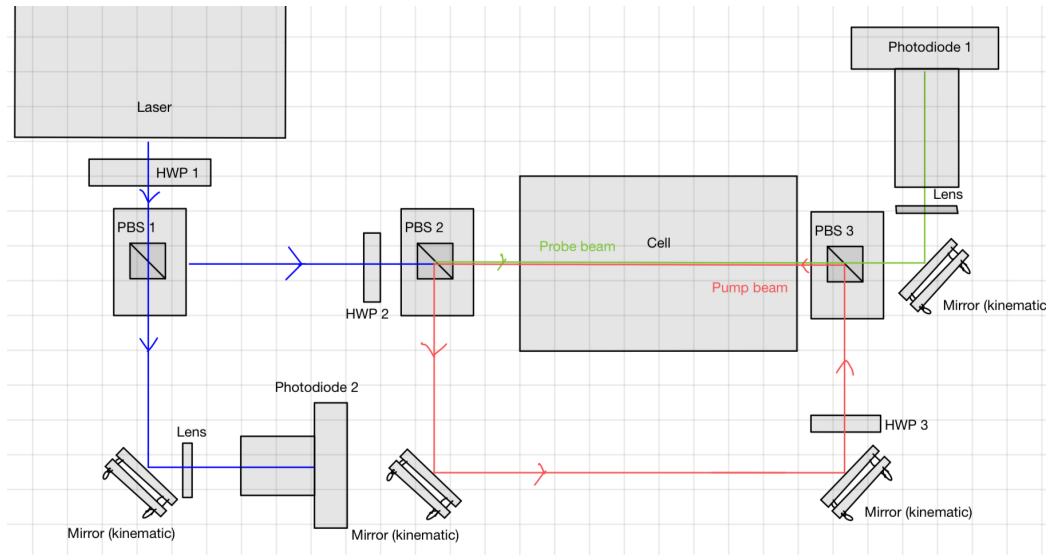 Photodiode 1
Laser
HWP 1
Lens
PBS 1
PBS 2
PBS 3
Probe beam
Cell
Pump beam
Mirror (kinematic
HWP 2
Photodiode 2
HWP 3
Lens
Mirror (kinematic)
Mirror (kinematic)
Mirror (kinematic)